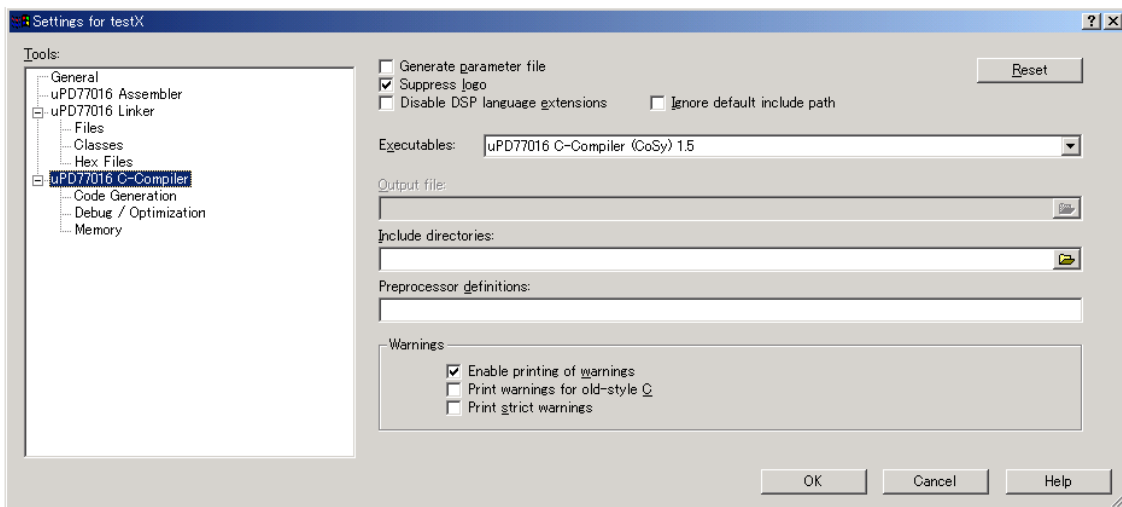 Settings for testX
Tools:
General
uPD77016 Assembler
uPD77016 Linker
Files
Classes
Hex Files
uPD77016 C-Compiler
Code Generation
Debug / Optimization
Memory
Generate parameter file
Suppress logo
Disable DSP language extensions
Ignore default include path
Reset
Executables:
uPD77016 C-Compiler (CoSy) 1.5
Output file:
Include directories:
Preprocessor definitions:
Warnings
Enable printing of warnings
Print warnings for old-style C
Print strict warnings
OK
Cancel
Help